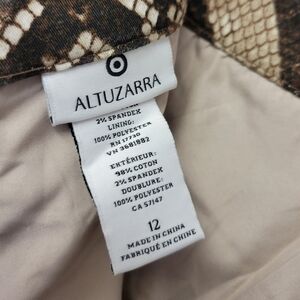 ALTUZARRA
2% SPANDEX
LINING:
100% POLYESTER
RN 17730
VN 3681882
EXTÉRIEUR:
98% COTON
2% SPANDEX
DOUBLURE:
100% POLYESTER
CA 57147
12
MADE IN CHINA
FABRIQUÉ EN CHINE